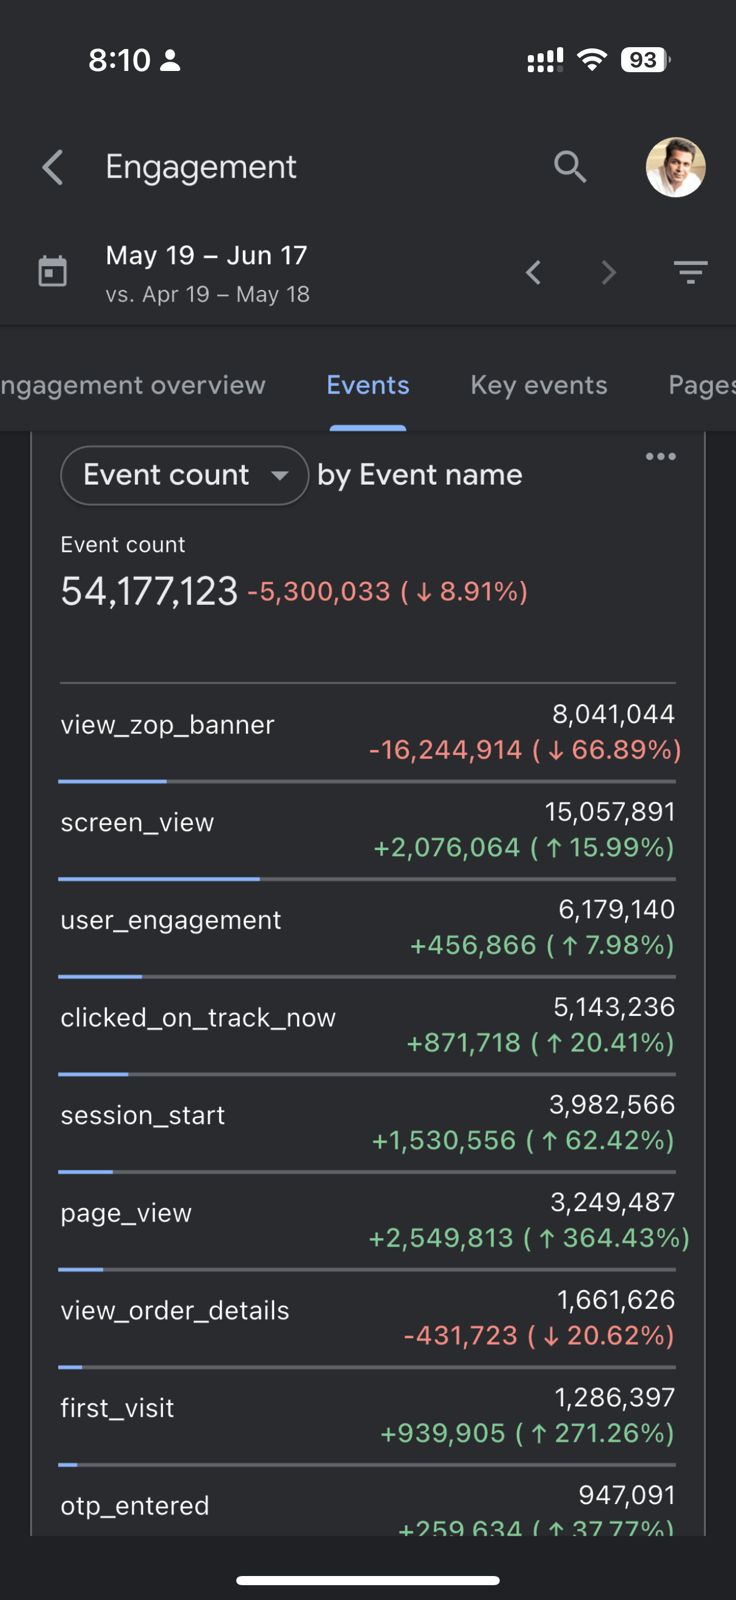 8:10
93
Engagement
May 19 – Jun 17
vs. Apr 19 – May 18
ngagement overview
Events
Key events
Pages
Event count
by Event name
Event count
54,177,123 -5,300,033 (↓ 8.91%)
view_zop_banner
8,041,044
-16,244,914 (↓ 66.89%)
screen_view
15,057,891
+2,076,064 (↑ 15.99%)
user_engagement
6,179,140
+456,866 (↑ 7.98%)
clicked_on_track_now
5,143,236
+871,718 (↑ 20.41%)
session_start
3,982,566
+1,530,556 (↑ 62.42%)
page_view
3,249,487
+2,549,813 (↑ 364.43%)
view_order_details
1,661,626
-431,723 (↓ 20.62%)
first_visit
1,286,397
+939,905 (↑ 271.26%)
otp_entered
947,091
+259,634 (↑ 37.77%)